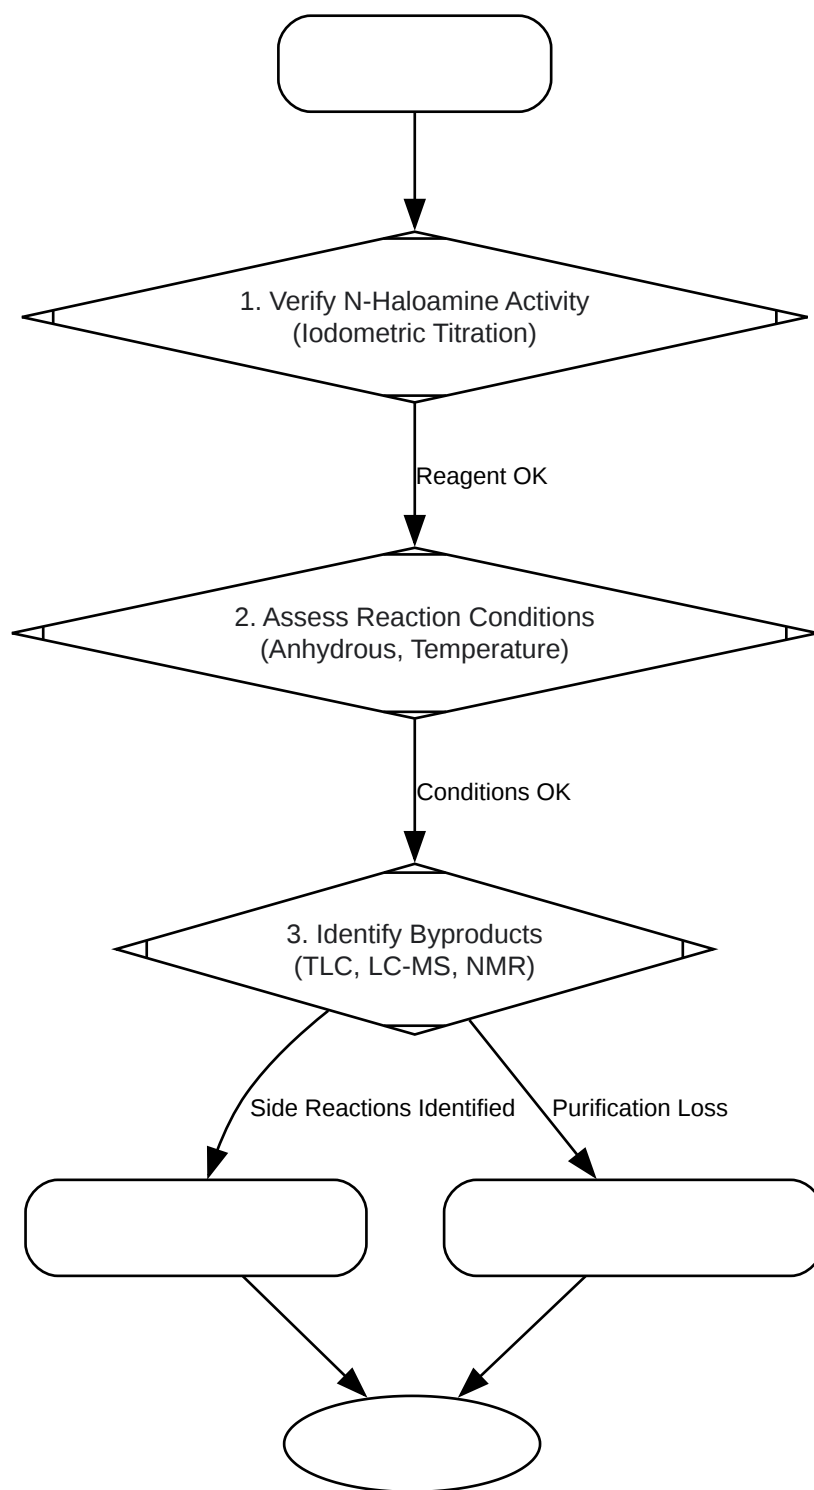 1. Verify N-Haloamine Activity
(Iodometric Titration)
Reagent OK
2. Assess Reaction Conditions
(Anhydrous, Temperature)
Conditions OK
3. Identify Byproducts
(TLC, LC-MS, NMR)
Side Reactions Identified
Purification Loss